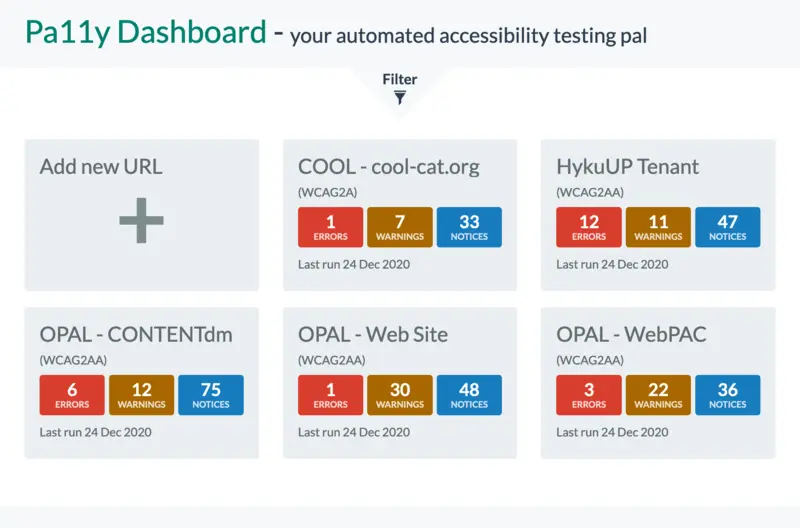 Pa11y Dashboard - your automated accessibility testing pal
Filter
Add new URL
COOL - cool-cat.org
(WCAG2A)
1 7 33
ERRORS WARNINGS NOTICES
Last run 24 Dec 2020
HykuUP Tenant
(WCAG2AA)
12 11 47
ERRORS WARNINGS NOTICES
Last run 24 Dec 2020
OPAL - CONTENTdm
(WCAG2AA)
6 12 75
ERRORS WARNINGS NOTICES
Last run 24 Dec 2020
OPAL - Web Site
(WCAG2AA)
1 30 48
ERRORS WARNINGS NOTICES
Last run 24 Dec 2020
OPAL - WebPAC
(WCAG2AA)
3 22 36
ERRORS WARNINGS NOTICES
Last run 24 Dec 2020